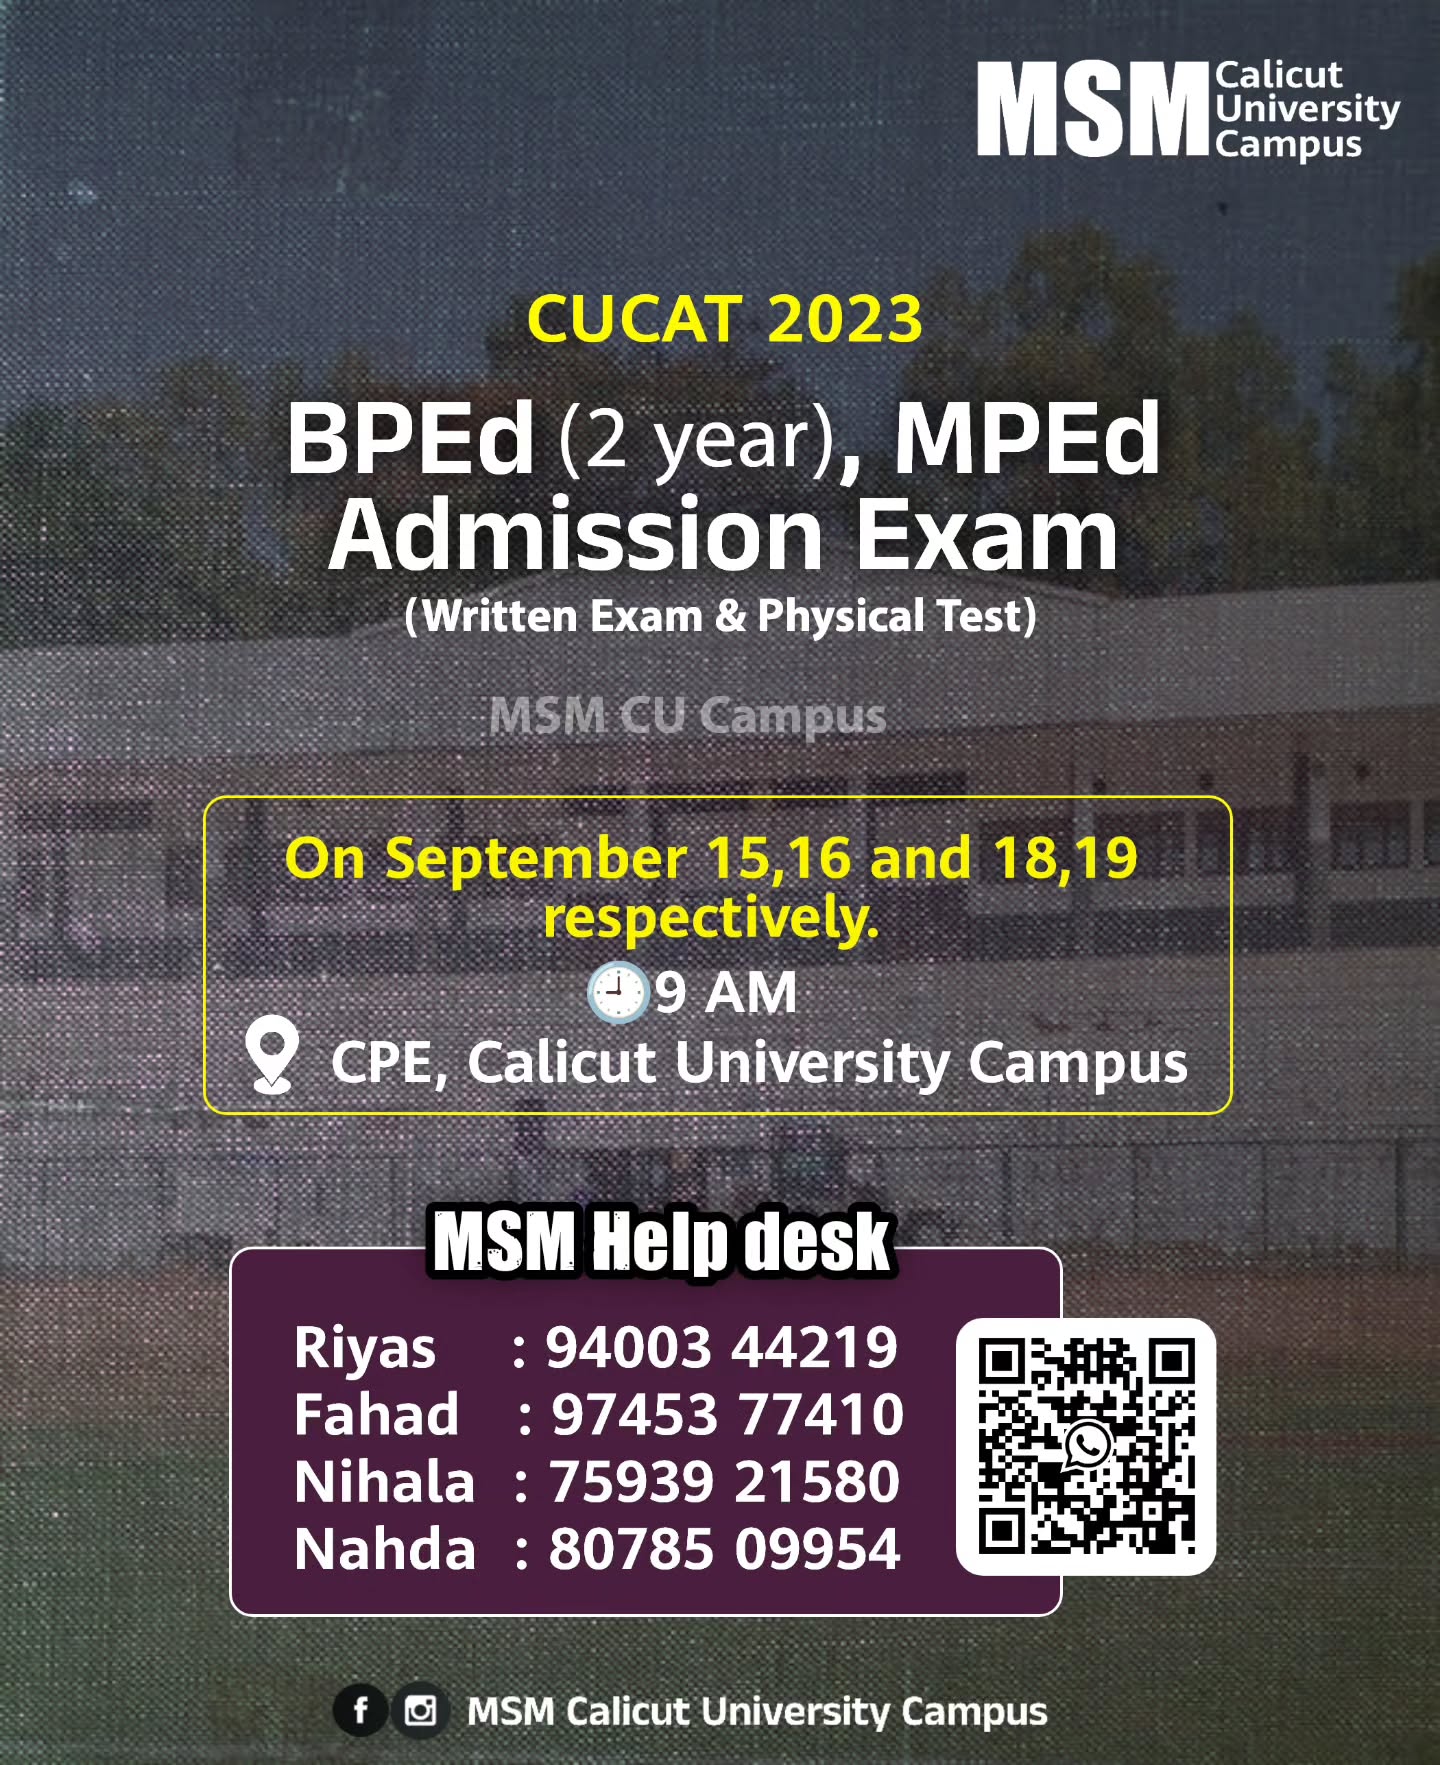 MSM Calicut
University
Campus
CUCAT 2023
BPEd (2 year), MPEd
Admission Exam
(Written Exam & Physical Test)
MSM CU Campus
On September 15,16 and 18,19
respectively.
9 AM
CPE, Calicut University Campus
MSM Help desk
Riyas : 94003 44219
Fahad : 97453 77410
Nihala : 75939 21580
Nahda : 80785 09954
MSM Calicut University Campus